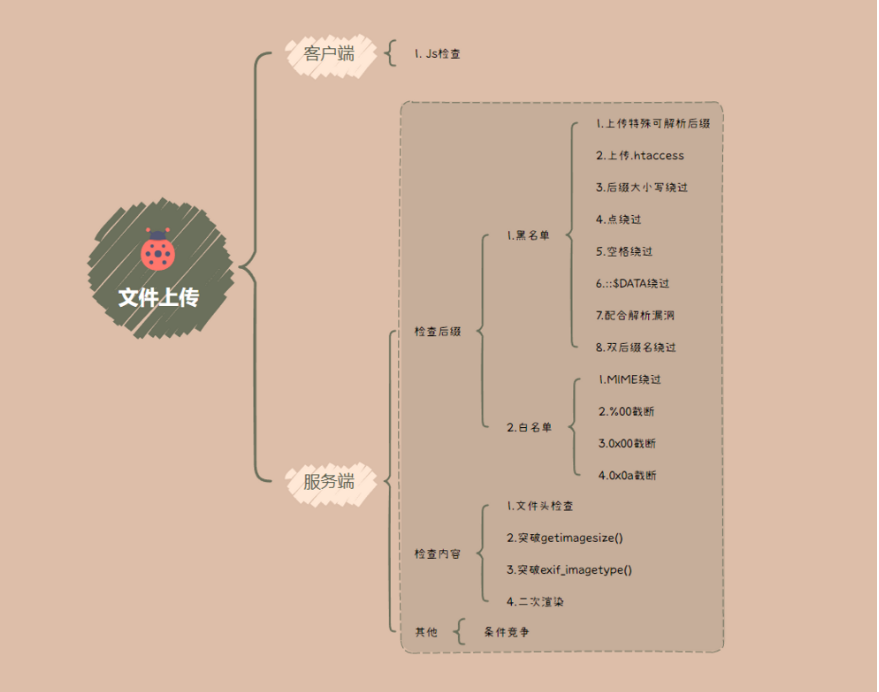 文件上传
客户端
1. Js检查
服务端
检查后缀
1.黑名单
1.上传特殊可解析后缀
2.上传.htaccess
3.后缀大小写绕过
4.点绕过
5.空格绕过
6.::$DATA绕过
7.配合解析漏洞
8.双后缀名绕过
2.白名单
1.MIME绕过
2.%00截断
3.0x00截断
4.0x0a截断
检查内容
1.文件头检查
2.突破getimagesize()
3.突破exif_imagetype()
4.二次渲染
其他
条件竞争